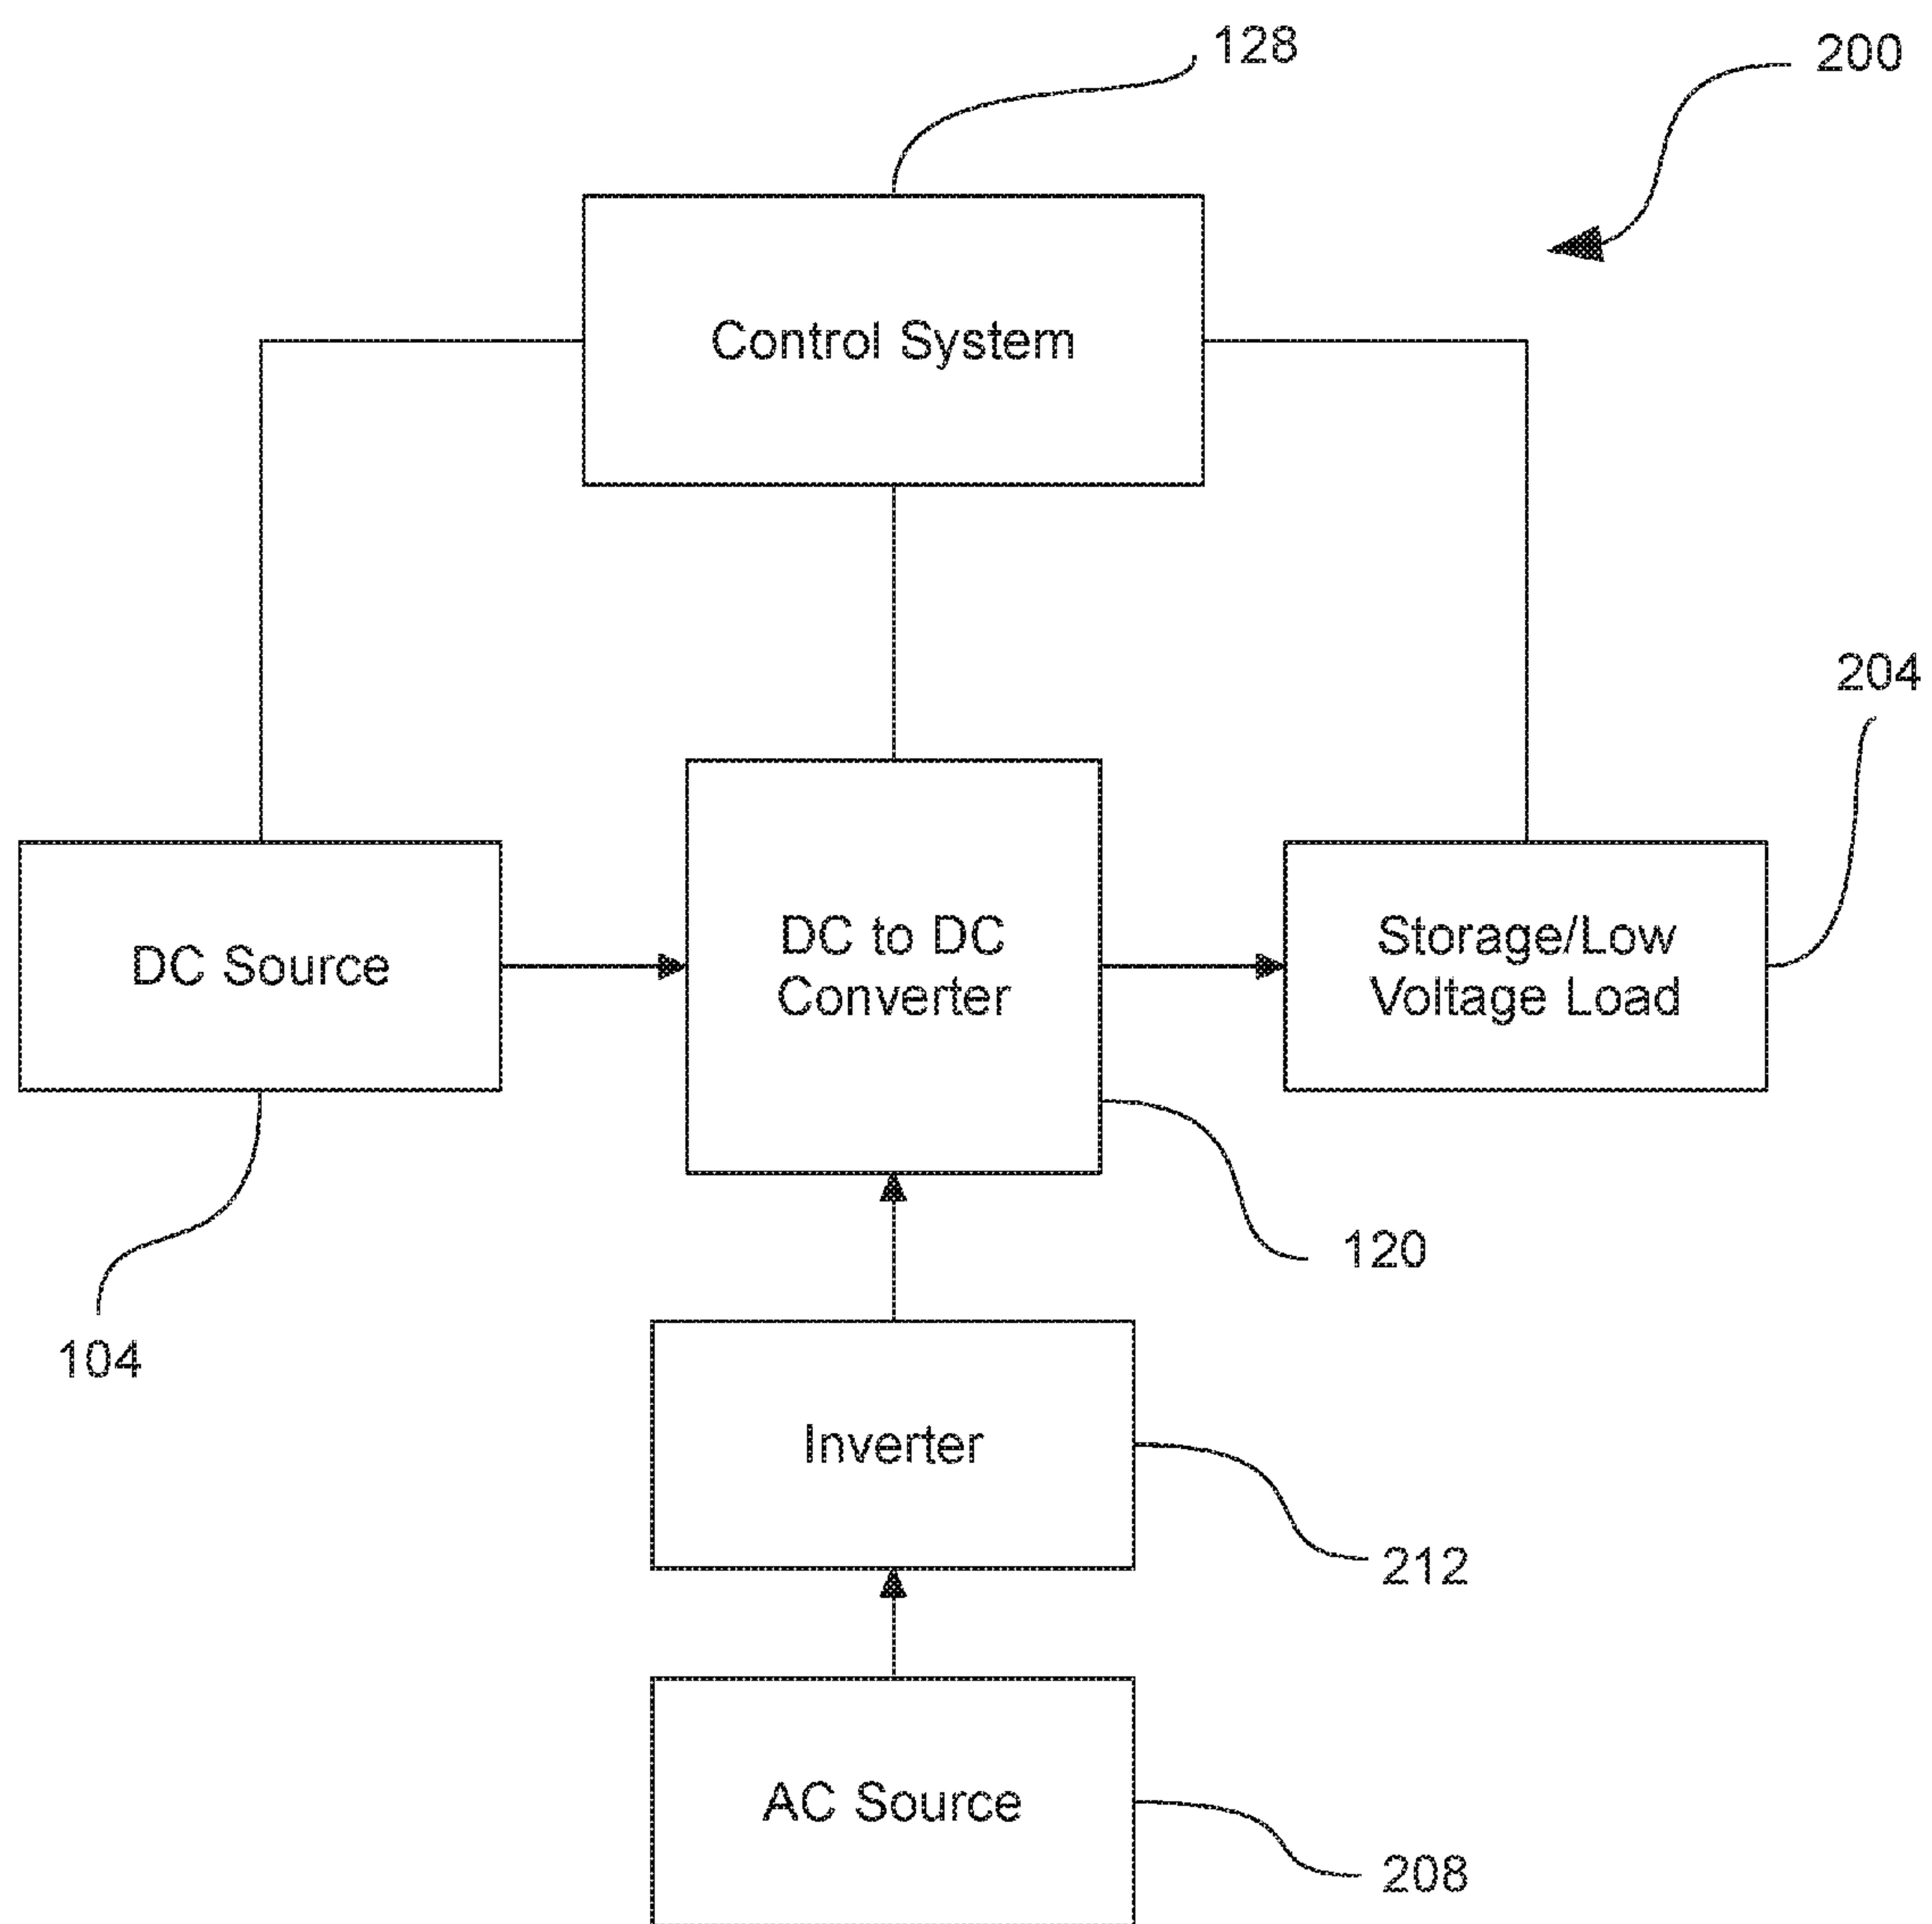 128
200
Control System
204
DC Source
DC to DC
Converter
Storage/Low
Voltage Load
120
104
Inverter
212
AC Source
208